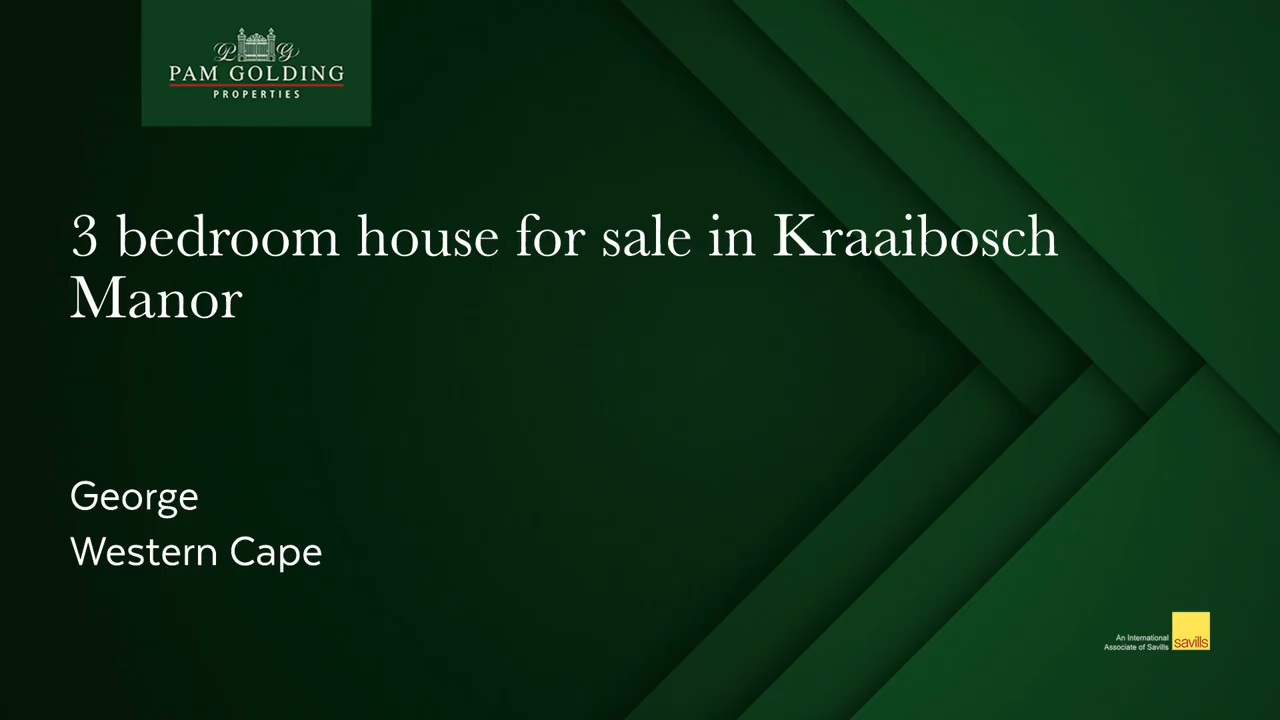 P G
PAM GOLDING
PROPERTIES
3 bedroom house for sale in Kraaibosch
Manor
George
Western Cape
An International
Associate of Savills
savills